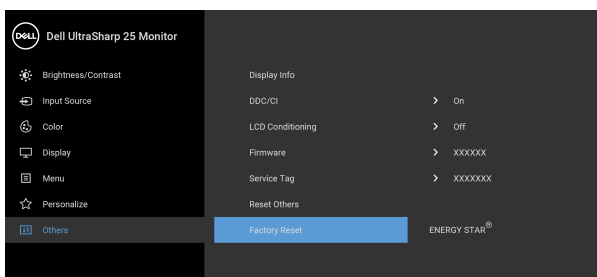 DELL Dell UltraSharp 25 Monitor
Brightness/Contrast Display Info
Input Source DDC/CI > On
Color LCD Conditioning > Off
Display Firmware > XXXXXX
Menu Service Tag > XXXXXXX
Personalize Reset Others
Others Factory Reset ENERGY STAR®